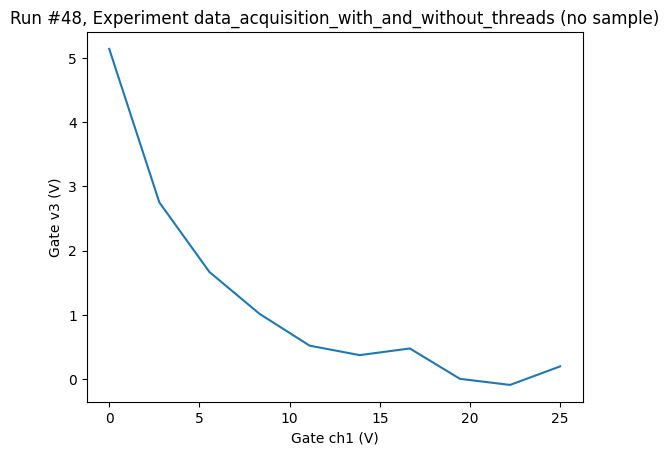 Run #48, Experiment data_acquisition_with_and_without_threads (no sample)
5
4
3
2
1
0
Gate v3 (V)
0 5 10 15 20 25
Gate ch1 (V)